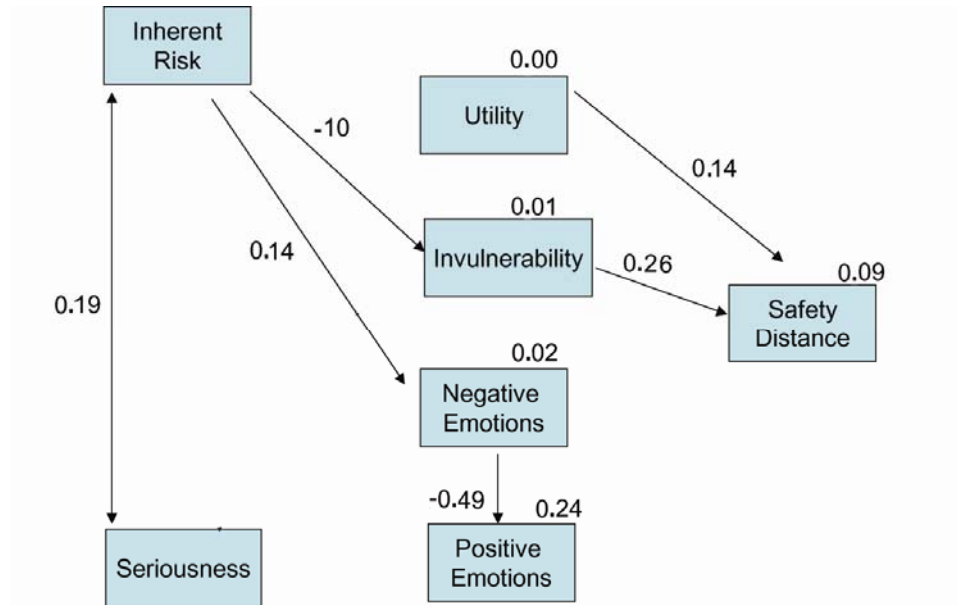 Inherent
Risk
0.00
Utility
-10
0.14
0.01
Invulnerability
0.14
0.26
0.09
Safety
Distance
0.19
0.02
Negative
Emotions
-0.49
0.24
Positive
Emotions
Seriousness